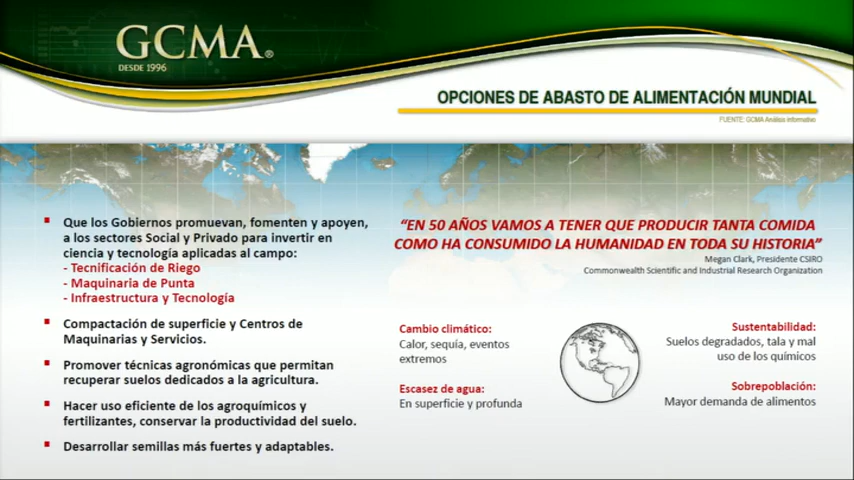 GCMA®
DESDE 1996
OPCIONES DE ABASTO DE ALIMENTACIÓN MUNDIAL
FUENTE: GCMA Análisis informativo
Que los Gobiernos promuevan, fomenten y apoyen,
a los sectores Social y Privado para invertir en
ciencia y tecnología aplicadas al campo:
- Tecnificación de Riego
- Maquinaria de Punta
- Infraestructura y Tecnología
Compactación de superficie y Centros de
Maquinarias y Servicios.
Promover técnicas agronómicas que permitan
recuperar suelos dedicados a la agricultura.
Hacer uso eficiente de los agroquímicos y
fertilizantes, conservar la productividad del suelo.
Desarrollar semillas más fuertes y adaptables.
“EN 50 AÑOS VAMOS A TENER QUE PRODUCIR TANTA COMIDA
COMO HA CONSUMIDO LA HUMANIDAD EN TODA SU HISTORIA”
Megan Clark, Presidente CSIRO
Commonwealth Scientific and Industrial Research Organization
Cambio climático:
Calor, sequía, eventos
extremos
Escasez de agua:
En superficie y profunda
Sustentabilidad:
Suelos degradados, tala y mal
uso de los químicos
Sobrepoblación:
Mayor demanda de alimentos